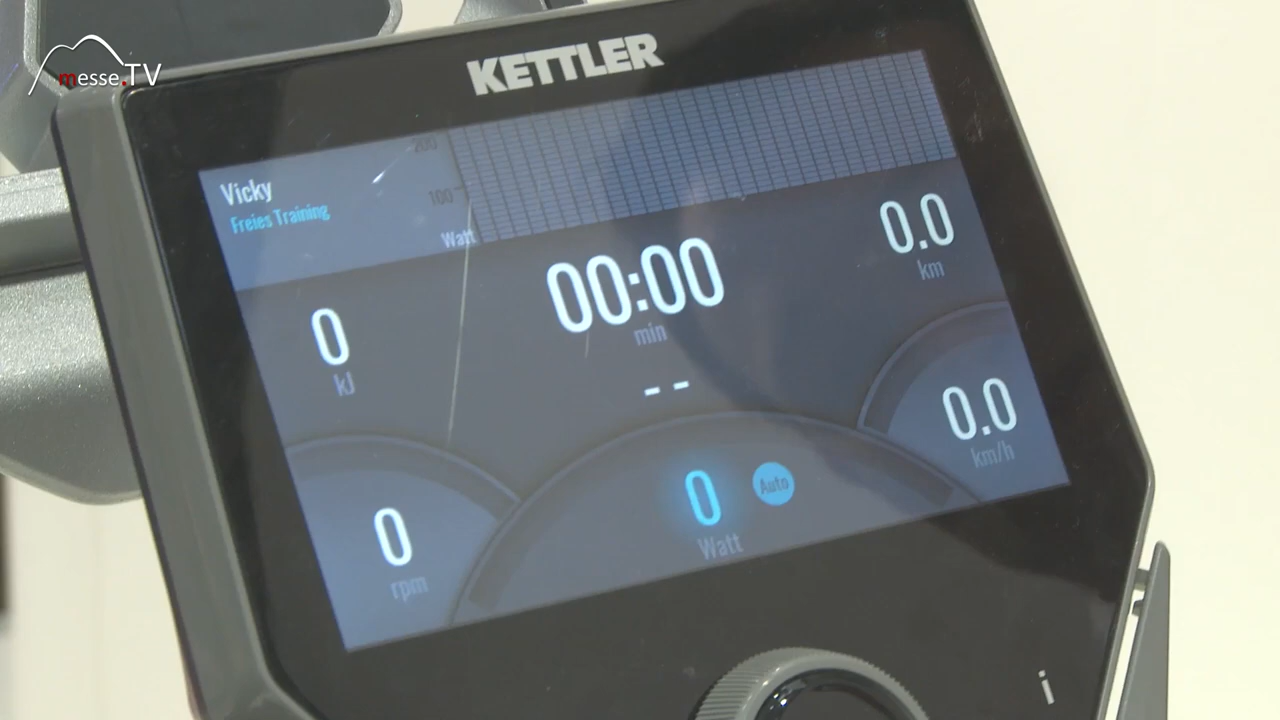 messe.TV
KETTLER
Vicky
Freies Training
200
100
Watt
0.0
km
00:00
min
0
kJ
--
0.0
km/h
0
Auto
Watt
0
rpm
i